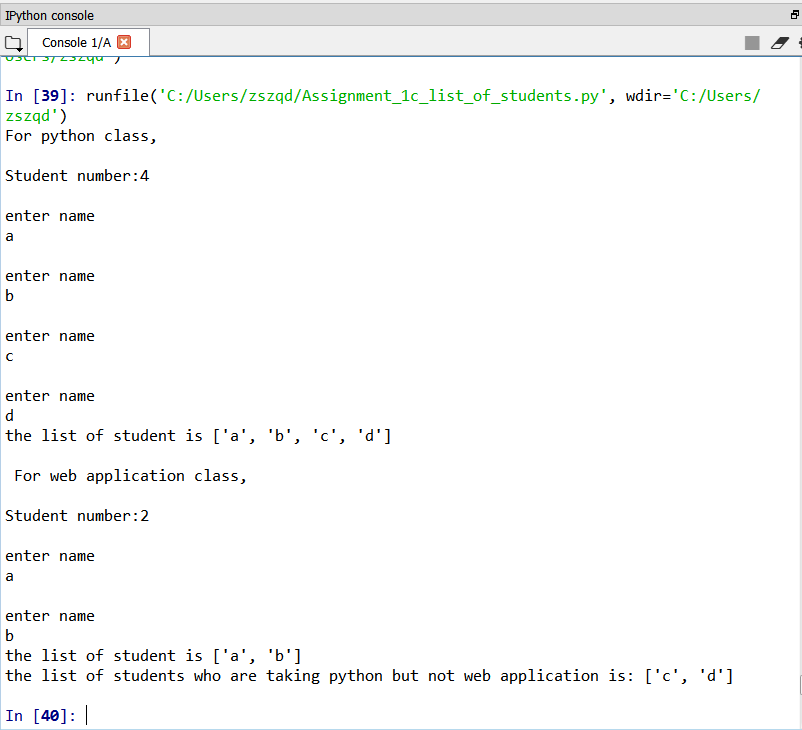 IPython console
Console 1/A
In [39]: runfile('C:/Users/zszqd/Assignment_1c_list_of_students.py', wdir='C:/Users/
zszqd')
For python class,
Student number:4
enter name
a
enter name
b
enter name
c
enter name
d
the list of student is ['a', 'b', 'c', 'd']
For web application class,
Student number:2
enter name
a
enter name
b
the list of student is ['a', 'b']
the list of students who are taking python but not web application is: ['c', 'd']
In [40]: